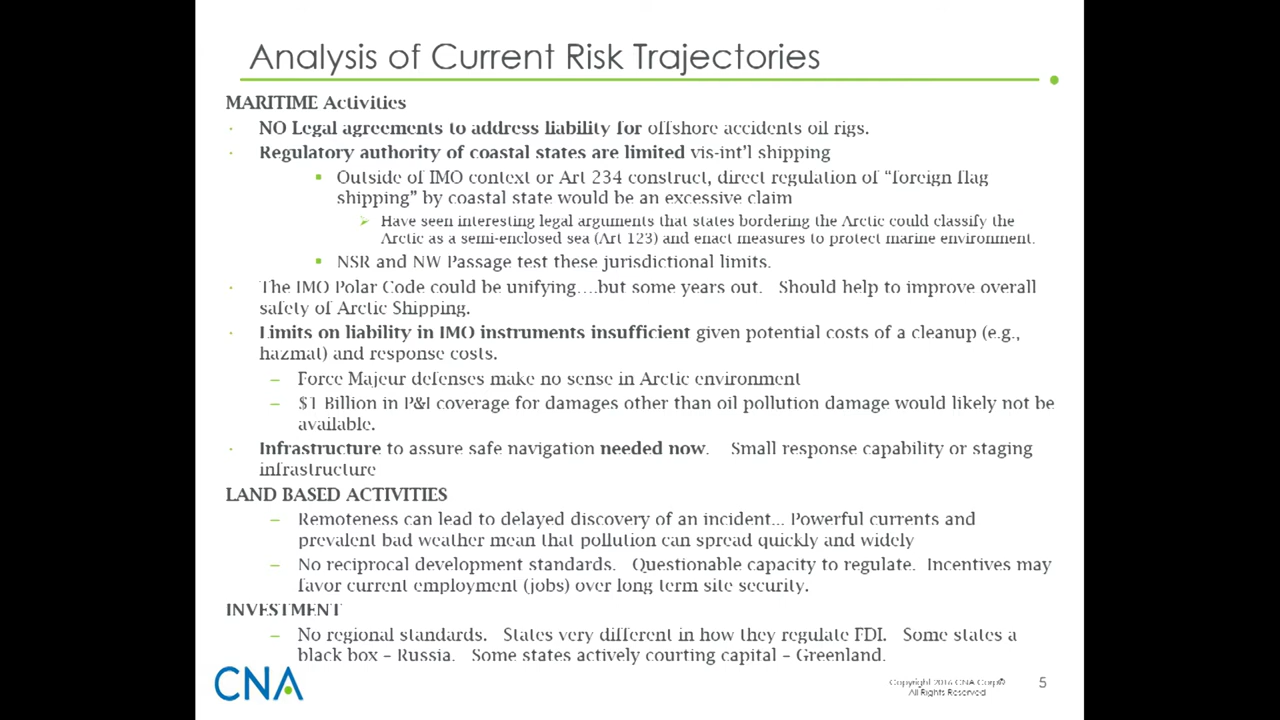 Analysis of Current Risk Trajectories
MARITIME Activities
· NO Legal agreements to address liability for offshore accidents oil rigs.
· Regulatory authority of coastal states are limited vis-int'l shipping
▪ Outside of IMO context or Art 234 construct, direct regulation of "foreign flag
shipping" by coastal state would be an excessive claim
➢ Have seen interesting legal arguments that states bordering the Arctic could classify the
Arctic as a semi-enclosed sea (Art 123) and enact measures to protect marine environment.
▪ NSR and NW Passage test these jurisdictional limits.
· The IMO Polar Code could be unifying....but some years out. Should help to improve overall
safety of Arctic Shipping.
· Limits on liability in IMO instruments insufficient given potential costs of a cleanup (e.g.,
hazmat) and response costs.
– Force Majeur defenses make no sense in Arctic environment
– $1 Billion in P&I coverage for damages other than oil pollution damage would likely not be
available.
· Infrastructure to assure safe navigation needed now. Small response capability or staging
infrastructure
LAND BASED ACTIVITIES
– Remoteness can lead to delayed discovery of an incident... Powerful currents and
prevalent bad weather mean that pollution can spread quickly and widely
– No reciprocal development standards. Questionable capacity to regulate. Incentives may
favor current employment (jobs) over long term site security.
INVESTMENT
– No regional standards. States very different in how they regulate FDI. Some states a
black box – Russia. Some states actively courting capital – Greenland.
CNA
Copyright 2016 CNA Corp®
All Rights Reserved
5